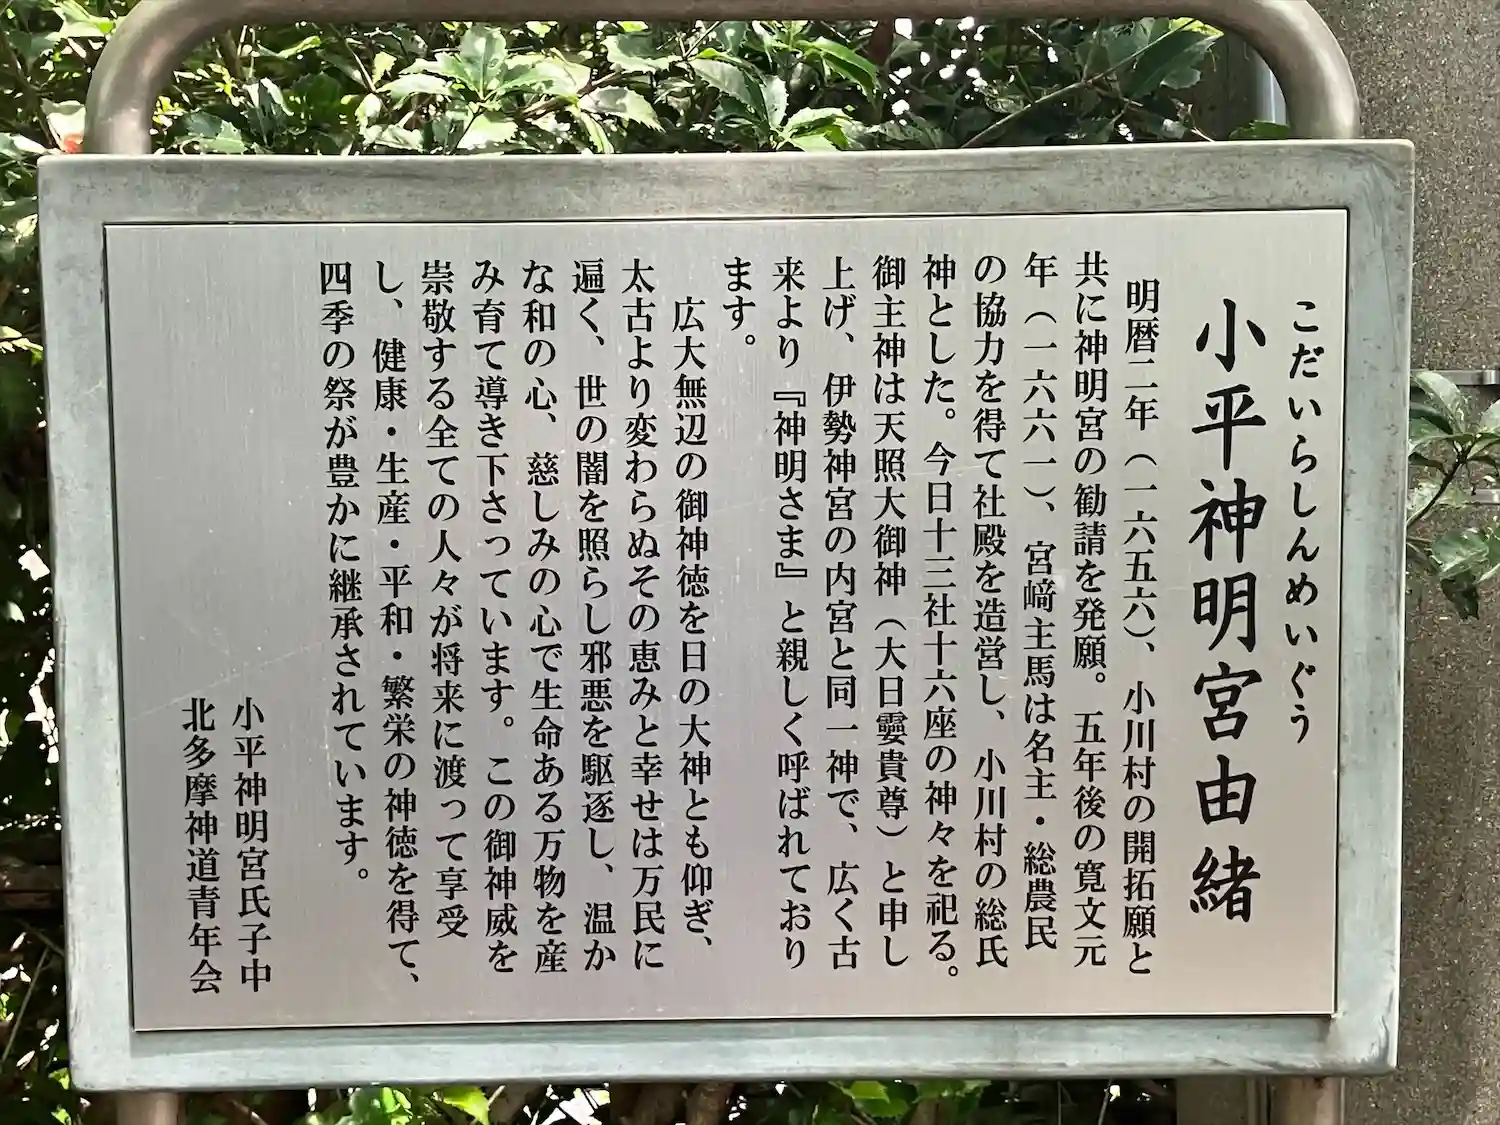 こだいらしんめいぐう
小平神明宮由緒
明暦二年（一六五六）、小川村の開拓願と
共に神明宮の勧請を発願。五年後の寛文元
年（一六六一）、宮﨑主馬は名主・総農民
の協力を得て社殿を造営し、小川村の総氏
神とした。今日十三社十六座の神々を祀る。
御主神は天照大御神（大日孁貴尊）と申し
上げ、伊勢神宮の内宮と同一神で、広く古
来より『神明さま』と親しく呼ばれており
ます。
広大無辺の御神徳を日の大神とも仰ぎ、
太古より変わらぬその恵みと幸せは万民に
遍く、世の闇を照らし邪悪を駆逐し、温か
な和の心、慈しみの心で生命ある万物を産
み育て導き下さっています。この御神威を
崇敬する全ての人々が将来に渡って享受
し、健康・生産・平和・繁栄の神徳を得て、
四季の祭が豊かに継承されています。
小平神明宮氏子中
北多摩神道青年会